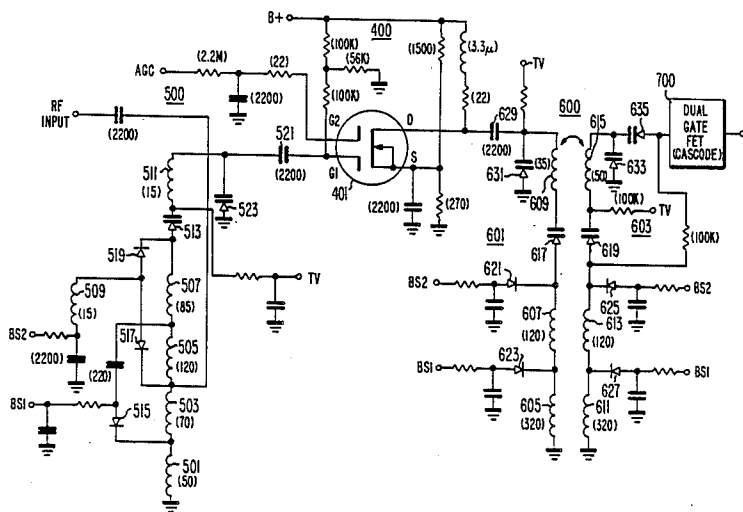 B+
400
(100K)
(56K)
(100K)
(1500)
(3.3μ)
(22)
TV
AGC
(2.2M)
(22)
(2200)
500
RF
INPUT
(2200)
521
(2200)
G2
G1
D
S
401
(2200)
(270)
629
(2200)
631
600
(35)
609
615
(50)
635
633
700
DUAL
GATE
FET
(CASCODE)
(100K)
TV
603
(100K)
511
(15)
523
513
519
507
(85)
509
(15)
BS2
(2200)
517
505
(120)
(220)
503
(70)
BS1
515
501
(50)
TV
601
617
619
BS2
621
607
(120)
625
613
(120)
BS2
BS1
623
605
(320)
611
(320)
627
BS1